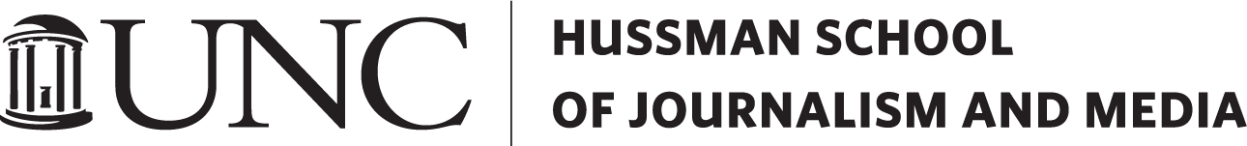 UNC
HUSSMAN SCHOOL
OF JOURNALISM AND MEDIA